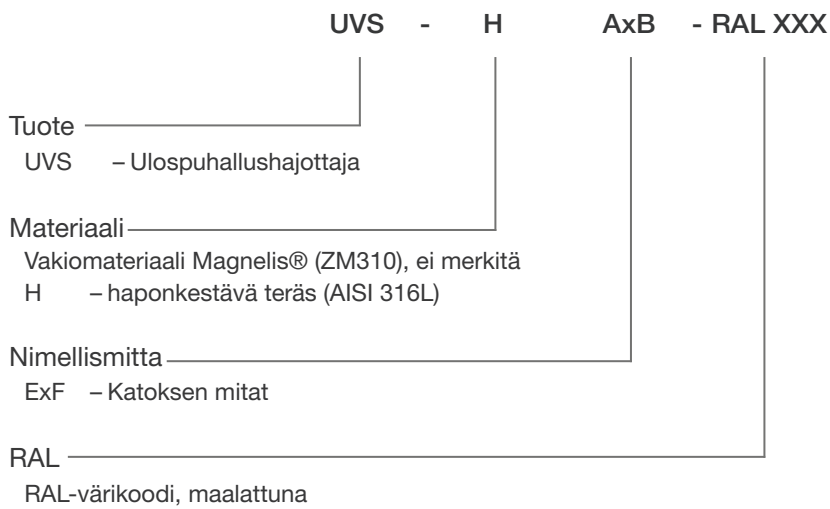 UVS - H AxB - RAL XXX
Tuote
UVS – Ulospuhallushajottaja
Materiaali
Vakiomateriaali Magnelis® (ZM310), ei merkitä
H – haponkestävä teräs (AISI 316L)
Nimellismitta
ExF – Katoksen mitat
RAL
RAL-värikoodi, maalattuna